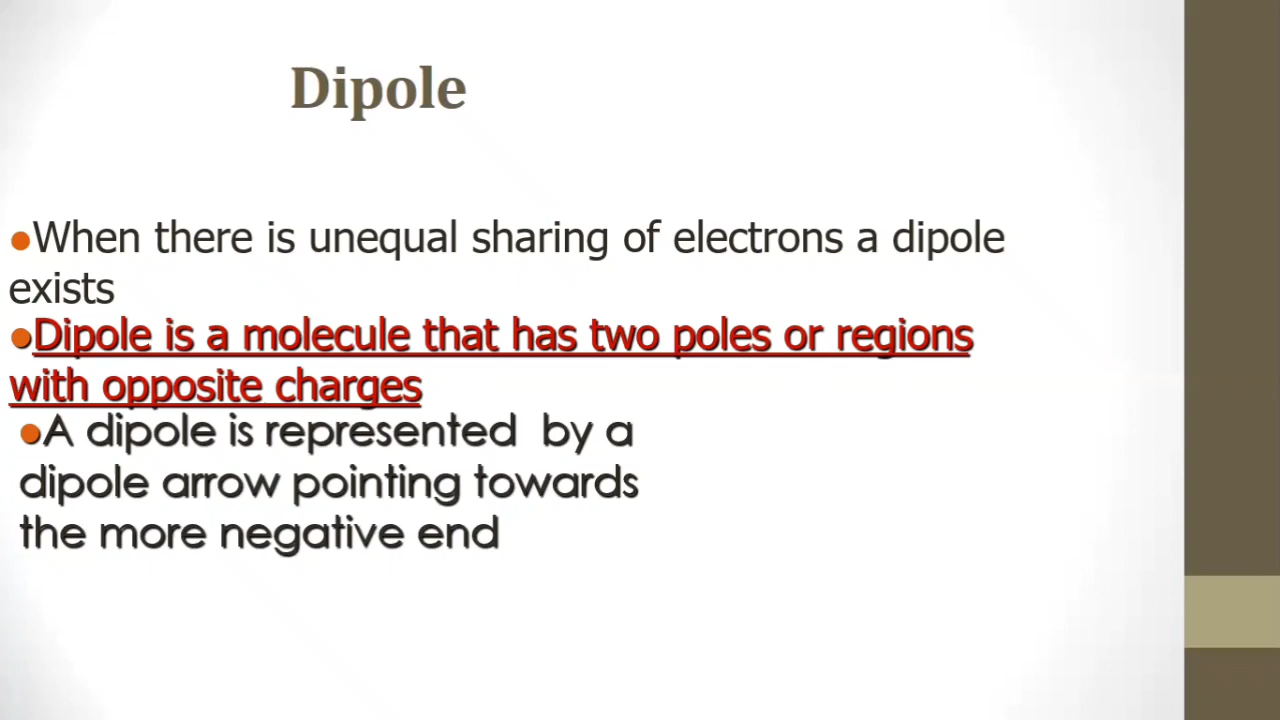 Dipole
●When there is unequal sharing of electrons a dipole
exists
●Dipole is a molecule that has two poles or regions
with opposite charges
●A dipole is represented  by a
dipole arrow pointing towards
the more negative end